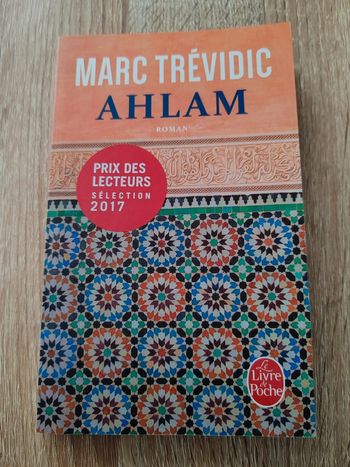 MARC TRÉVIDIC
AHLAM
ROMAN
PRIX DES
LECTEURS
SÉLECTION
2017
Le
Livre
de
Poche